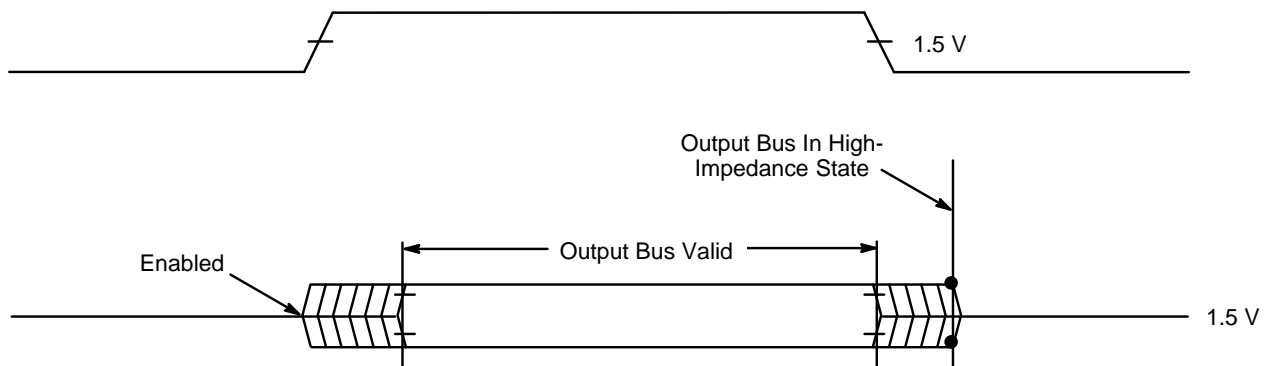 1.5 V
Output Bus In High-
Impedance State
Output Bus Valid
Enabled
1.5 V